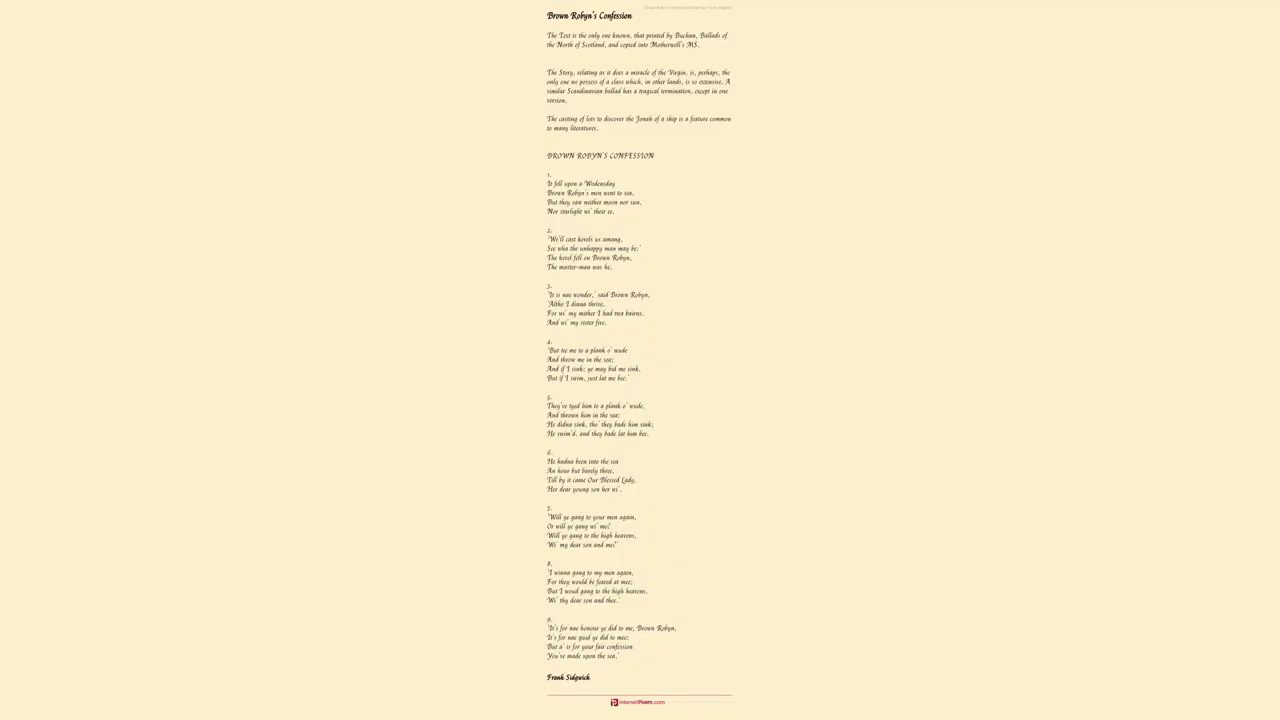 Brown Robyn's Confession Poem by Frank Sidgwick
Brown Robyn's Confession
The Text is the only one known, that printed by Buchan, Ballads of
the North of Scotland, and copied into Motherwell's MS.
The Story, relating as it does a miracle of the Virgin, is, perhaps, the
only one we possess of a class which, in other lands, is so extensive. A
similar Scandinavian ballad has a tragical termination, except in one
version.
The casting of lots to discover the Jonah of a ship is a feature common
to many literatures.
BROWN ROBYN'S CONFESSION
1.
It fell upon a Wodensday
Brown Robyn's men went to sea,
But they saw neither moon nor sun,
Nor starlight wi' their ee.
2.
'We'll cast kevels us amang,
See wha the unhappy man may be;'
The kevel fell on Brown Robyn,
The master-man was he.
3.
'It is nae wonder,' said Brown Robyn,
'Altho I dinna thrive,
For wi' my mither I had twa bairns,
And wi' my sister five.
4.
'But tie me to a plank o' wude
And throw me in the sea;
And if I sink, ye may bid me sink,
But if I swim, just lat me bee.'
5.
They've tyed him to a plank o' wude,
And thrown him in the sea;
He didna sink, tho' they bade him sink;
He swim'd, and they bade lat him bee.
6.
He hadna been into the sea
An hour but barely three,
Till by it came Our Blessed Lady,
Her dear young son her wi'.
7.
'Will ye gang to your men again,
Or will ye gang wi' me?
Will ye gang to the high heavens,
Wi' my dear son and me?'
8.
'I winna gang to my men again,
For they would be feared at mee;
But I woud gang to the high heavens,
Wi' thy dear son and thee.'
9.
'It's for nae honour ye did to me, Brown Robyn,
It's for nae guid ye did to mee;
But a' is for your fair confession
You've made upon the sea.'
Frank Sidgwick
InternetPoem.com